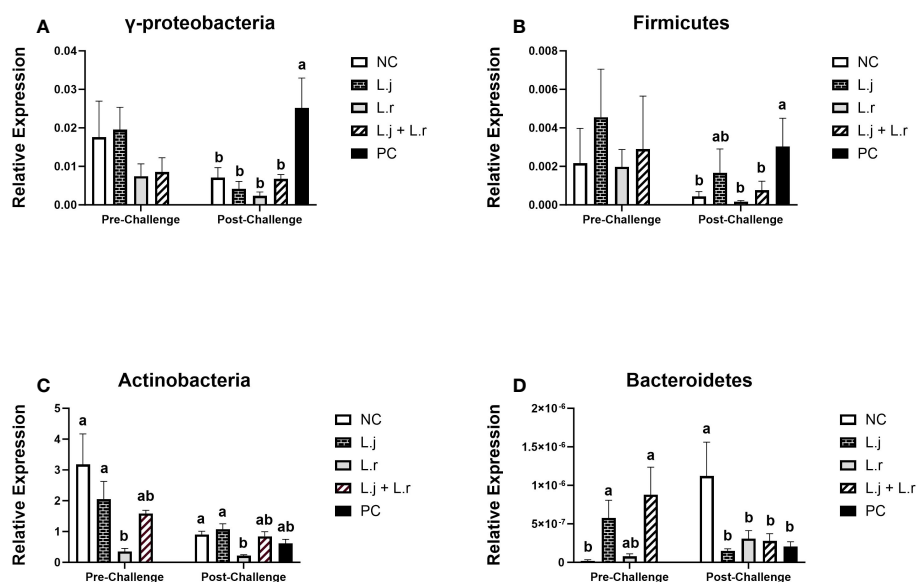 A
γ-proteobacteria
Relative Expression
0.04
0.03
0.02
0.01
0.00
b
b
b
b
a
Pre-Challenge
Post-Challenge
NC
L.j
L.r
L.j + L.r
PC
B
Firmicutes
Relative Expression
0.008
0.006
0.004
0.002
0.000
b
ab
b
b
a
Pre-Challenge
Post-Challenge
NC
L.j
L.r
L.j + L.r
PC
C
Actinobacteria
Relative Expression
5
4
3
2
1
0
a
a
b
ab
a
a
b
ab
ab
Pre-Challenge
Post-Challenge
NC
L.j
L.r
L.j + L.r
PC
D
Bacteroidetes
Relative Expression
2×10⁻⁶
1.5×10⁻⁶
1×10⁻⁶
5×10⁻⁷
0
b
a
ab
a
a
b
b
b
b
Pre-Challenge
Post-Challenge
NC
L.j
L.r
L.j + L.r
PC